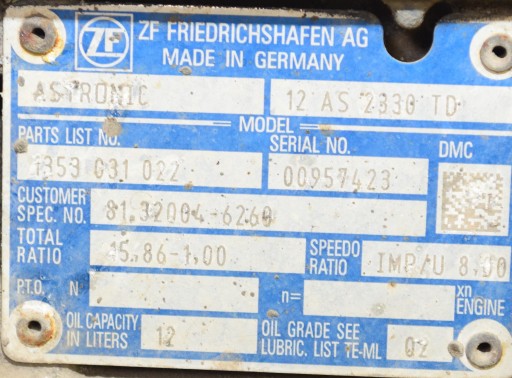 ZF FRIEDRICHSHAFEN AG
MADE IN GERMANY
ASTRONIC 12 AS 2330 TD
MODEL
PARTS LIST NO. SERIAL NO. DMC
1353 031 022 00957423
CUSTOMER
SPEC. NO. 81.32004-6260
TOTAL
RATIO 15.86-1.00 SPEEDO
RATIO IMP/U 8.00
P.T.O. N n= xn
ENGINE
OIL CAPACITY
IN LITERS 12 OIL GRADE SEE
LUBRIC. LIST TE-ML 02